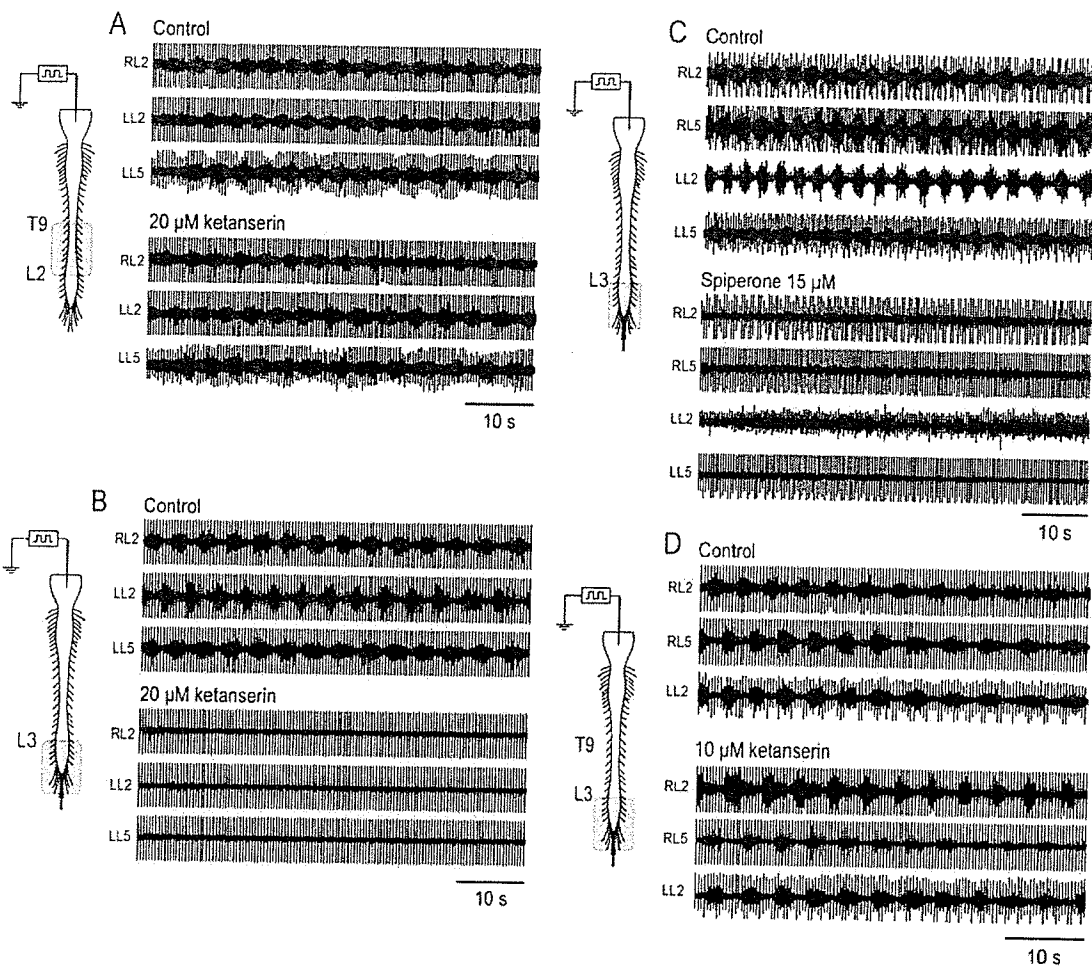 A
Control
RL2
LL2
LL5
T9
L2
20 µM ketanserin
RL2
LL2
LL5
10 s
B
Control
RL2
LL2
LL5
L3
20 µM ketanserin
RL2
LL2
LL5
10 s
C
Control
RL2
RL5
LL2
LL5
L3
Spiperone 15 µM
RL2
RL5
LL2
LL5
10 s
D
Control
RL2
RL5
LL2
T9
L3
10 µM ketanserin
RL2
RL5
LL2
10 s